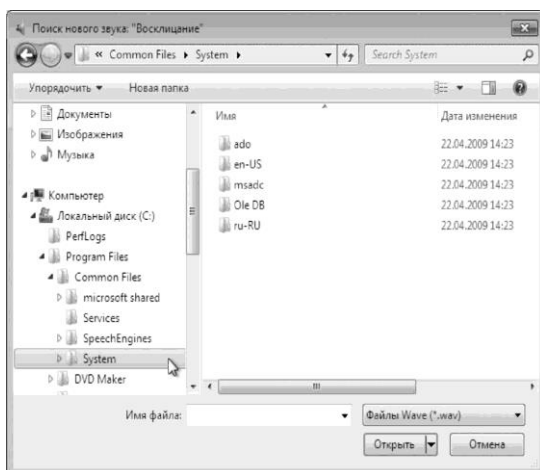 Поиск нового звука: "Восклицание"
« Common Files System Search System
Упорядочить Новая папка
Документы
Изображения
Музыка
Компьютер
Локальный диск (C:)
PerfLogs
Program Files
Common Files
microsoft shared
Services
SpeechEngines
System
DVD Maker
Имя Дата изменения
ado 22.04.2009 14:23
en-US 22.04.2009 14:23
msadc 22.04.2009 14:23
Ole DB 22.04.2009 14:23
ru-RU 22.04.2009 14:23
Имя файла: Файлы Wave (*.wav)
Открыть Отмена